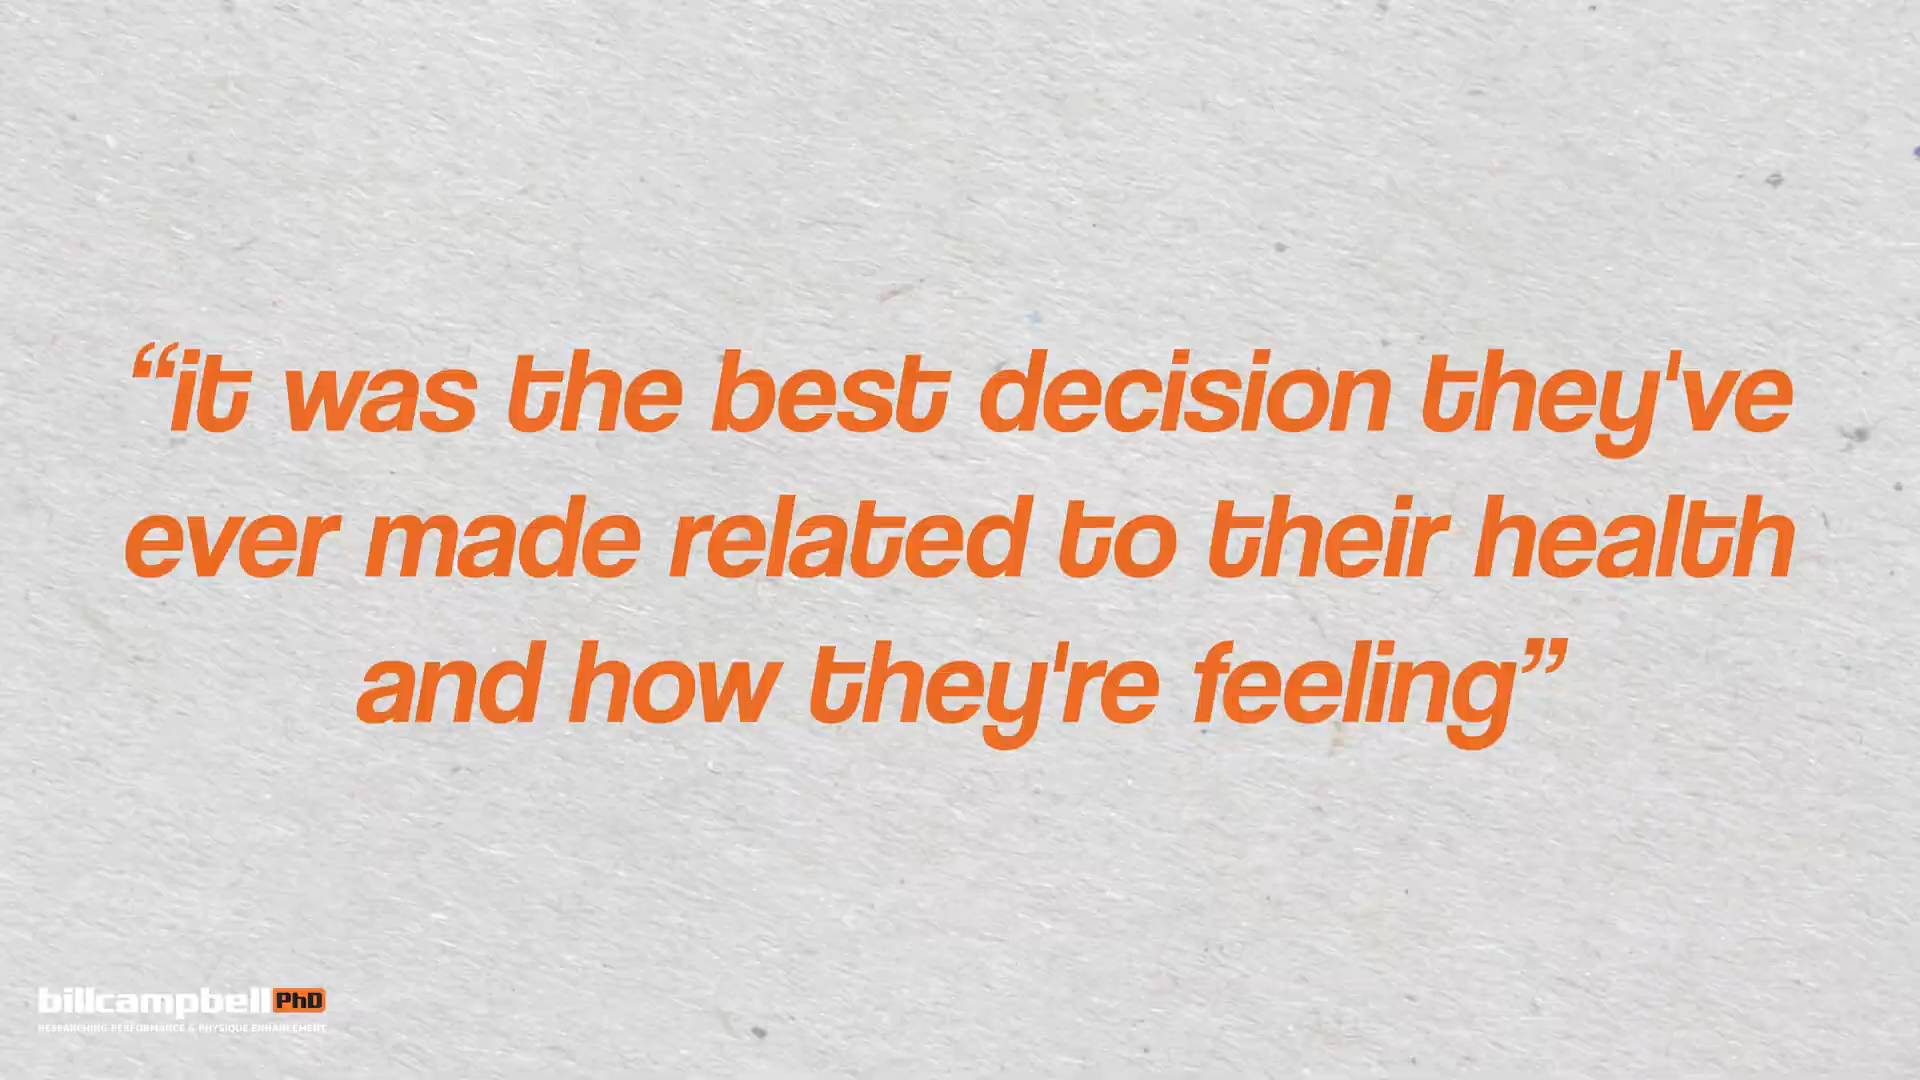 “it was the best decision they've
ever made related to their health
and how they're feeling”
billcampbell PhD
RESEARCHING PERFORMANCE & PHYSIQUE ENHANCEMENT